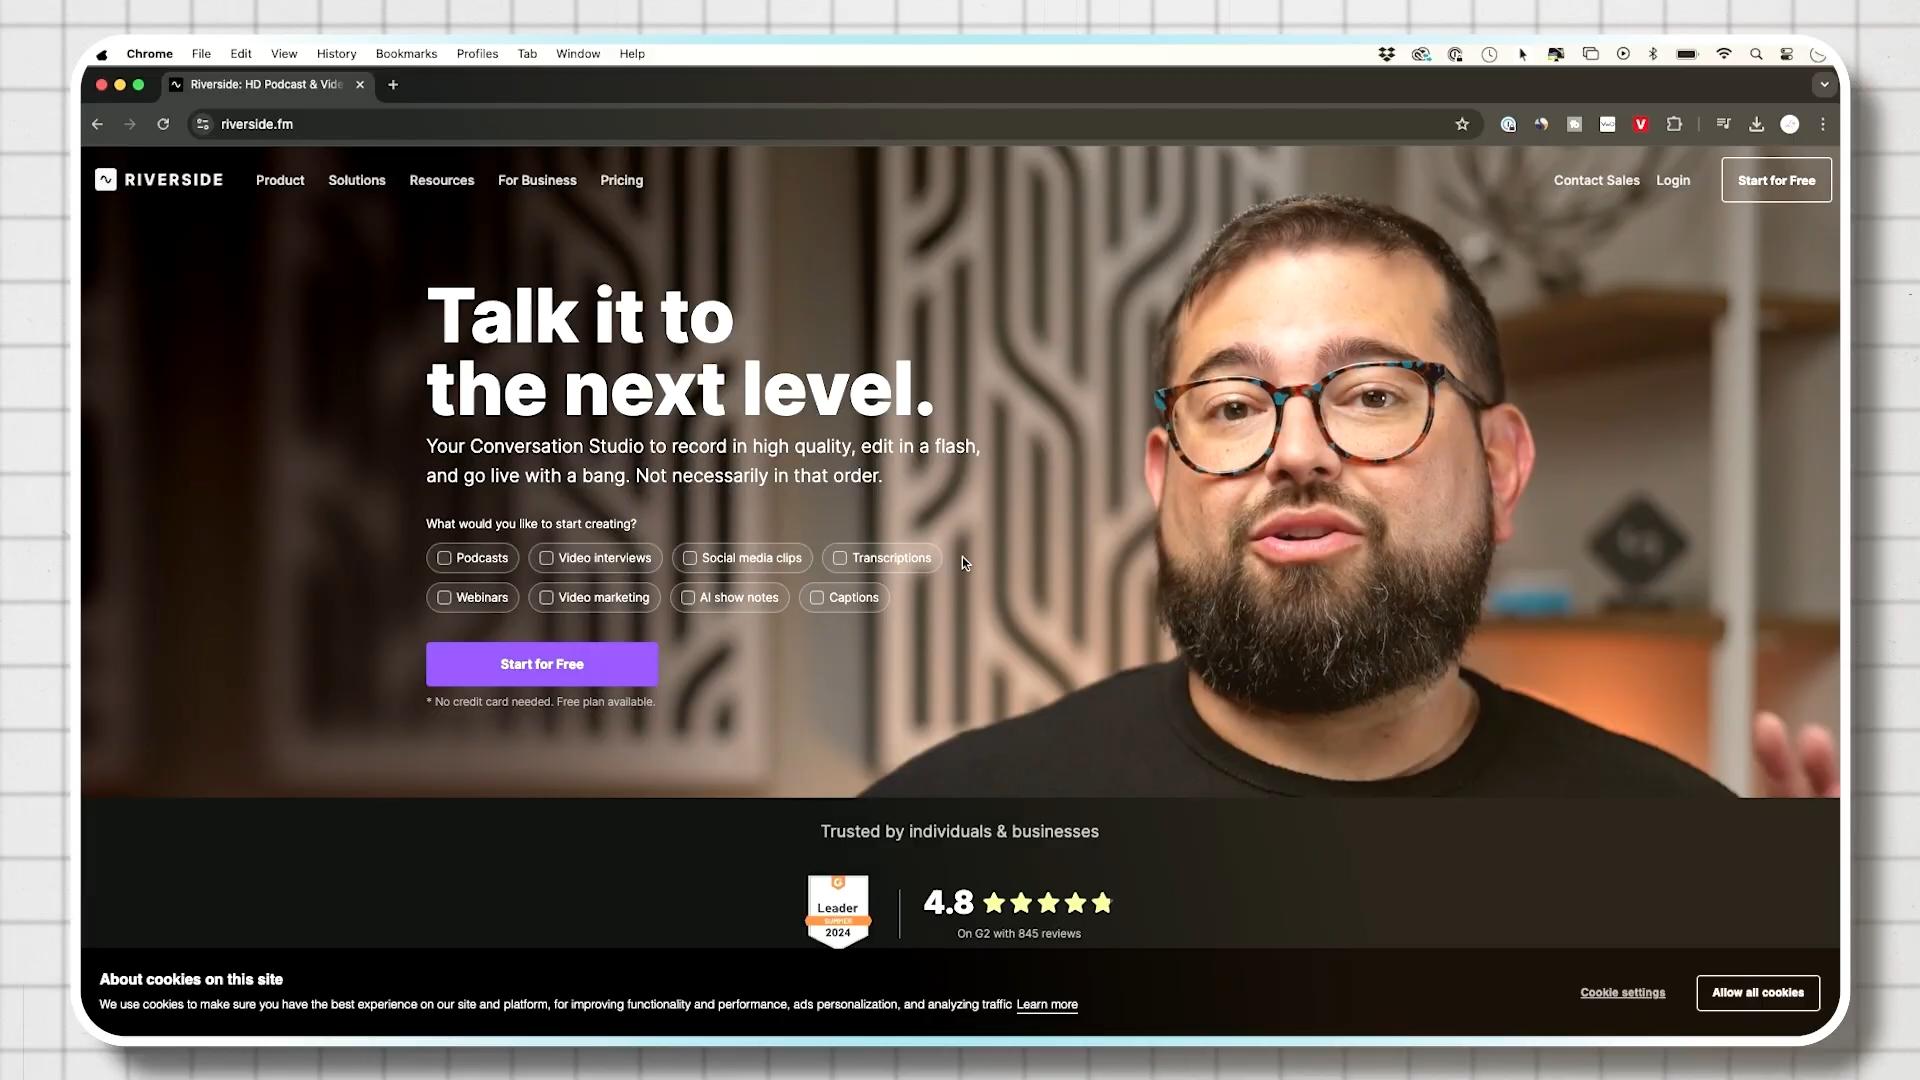 Chrome File Edit View History Bookmarks Profiles Tab Window Help
Riverside: HD Podcast & Vide
riverside.fm
RIVERSIDE Product Solutions Resources For Business Pricing Contact Sales Login Start for Free
Talk it to
the next level.
Your Conversation Studio to record in high quality, edit in a flash,
and go live with a bang. Not necessarily in that order.
What would you like to start creating?
Podcasts Video interviews Social media clips Transcriptions
Webinars Video marketing AI show notes Captions
Start for Free
* No credit card needed. Free plan available.
Trusted by individuals & businesses
Leader
SUMMER
2024
4.8
On G2 with 845 reviews
About cookies on this site
We use cookies to make sure you have the best experience on our site and platform, for improving functionality and performance, ads personalization, and analyzing traffic Learn more
Cookie settings Allow all cookies